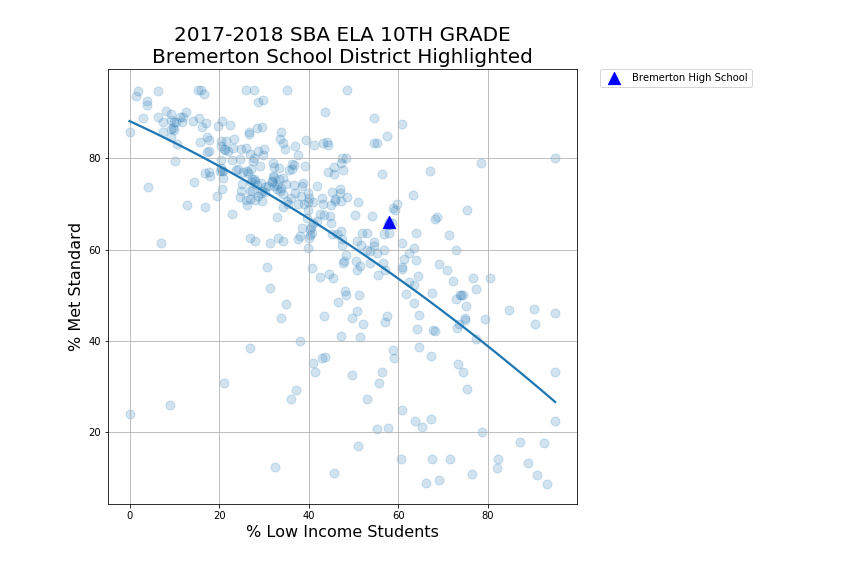 2017-2018 SBA ELA 10TH GRADE
Bremerton School District Highlighted
Bremerton High School
% Met Standard
80
60
40
20
0 20 40 60 80
% Low Income Students